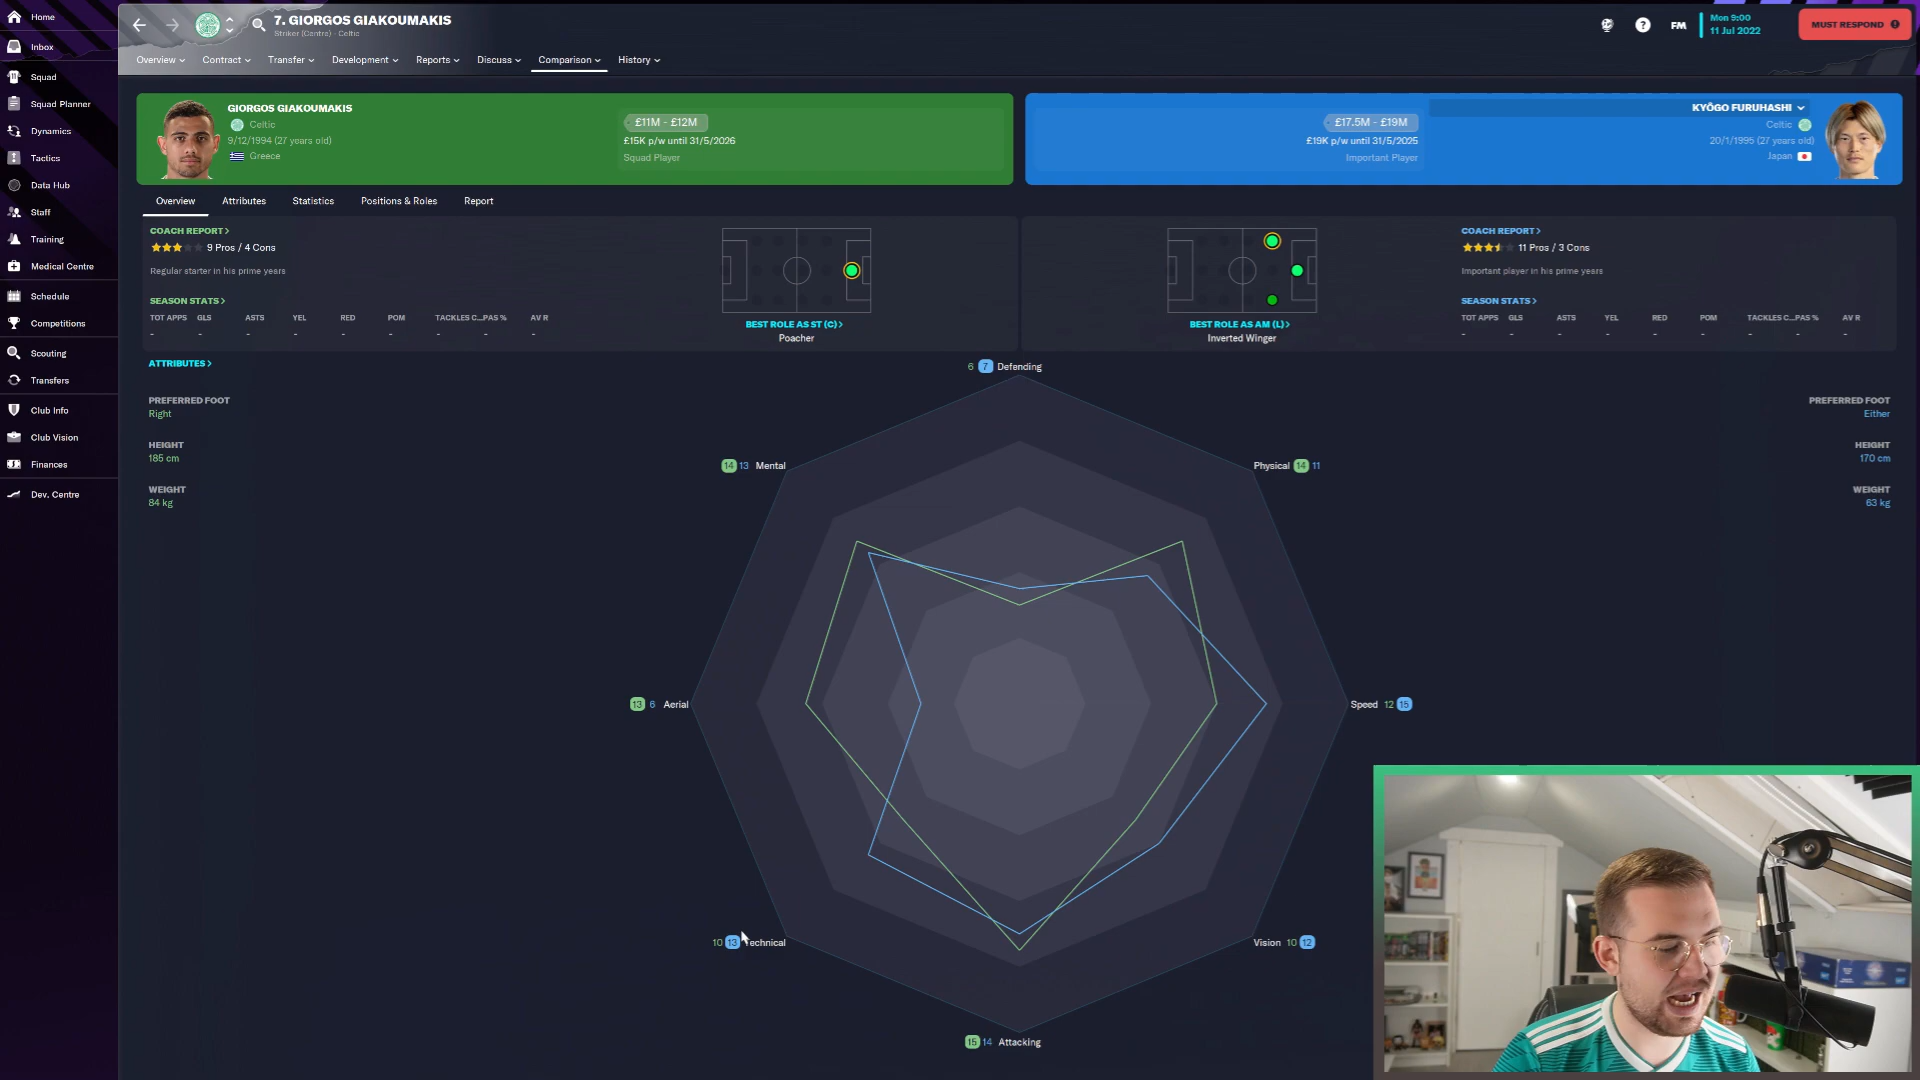 Home
Inbox
Squad
Squad Planner
Dynamics
Tactics
Data Hub
Staff
Training
Medical Centre
Schedule
Competitions
Scouting
Transfers
Club Info
Club Vision
Finances
Dev. Centre
7. GIORGOS GIAKOUMAKIS
Striker (Centre) - Celtic
FM
Mon 9:00
11 Jul 2022
MUST RESPOND
Overview Contract Transfer Development Reports Discuss Comparison History
GIORGOS GIAKOUMAKIS
Celtic
9/12/1994 (27 years old)
Greece
£11M - £12M
£15K p/w until 31/5/2026
Squad Player
£17.5M - £19M
£19K p/w until 31/5/2025
Important Player
KYŌGO FURUHASHI
Celtic
20/1/1995 (27 years old)
Japan
Overview Attributes Statistics Positions & Roles Report
COACH REPORT >
9 Pros / 4 Cons
Regular starter in his prime years
SEASON STATS >
TOT APPS GLS ASTS YEL RED POM TACKLES C...PAS % AV R
- - - - - - - - -
BEST ROLE AS ST (C) >
Poacher
BEST ROLE AS AM (L) >
Inverted Winger
COACH REPORT >
11 Pros / 3 Cons
Important player in his prime years
SEASON STATS >
TOT APPS GLS ASTS YEL RED POM TACKLES C...PAS % AV R
- - - - - - - - -
ATTRIBUTES >
PREFERRED FOOT
Right
HEIGHT
185 cm
WEIGHT
84 kg
6 7 Defending
14 13 Mental
Physical 14 11
13 6 Aerial
Speed 12 15
10 13 Technical
Vision 10 12
15 14 Attacking
PREFERRED FOOT
Either
HEIGHT
170 cm
WEIGHT
63 kg